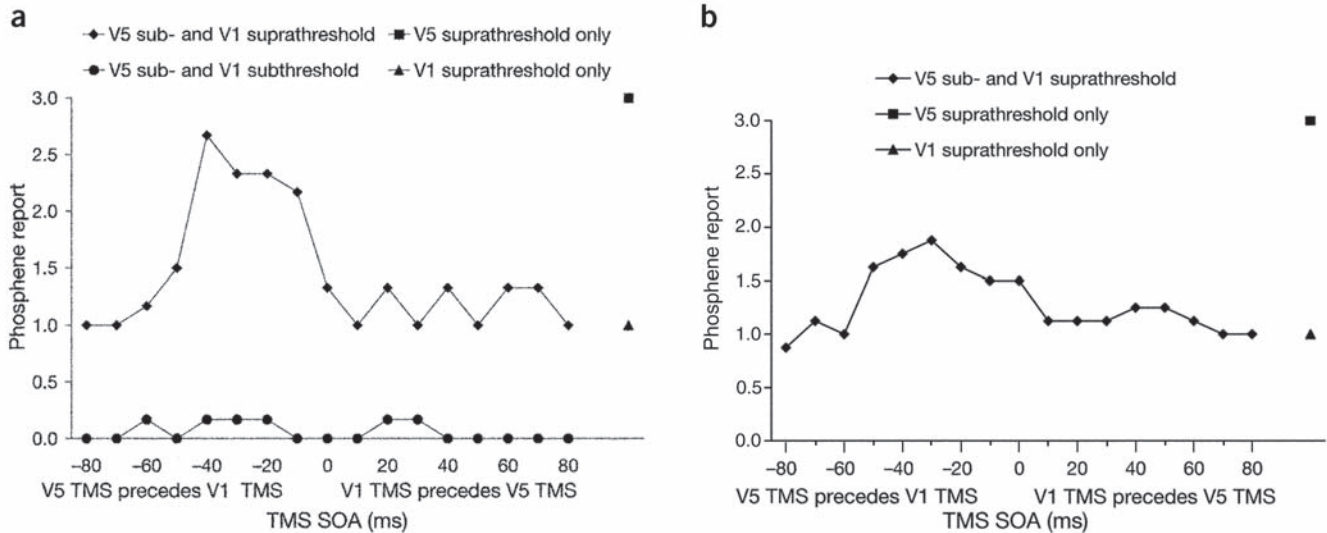 a
V5 sub- and V1 suprathreshold
V5 suprathreshold only
V5 sub- and V1 subthreshold
V1 suprathreshold only
3.0
2.5
2.0
1.5
1.0
0.5
0.0
Phosphene report
−80 −60 −40 −20 0 20 40 60 80
V5 TMS precedes V1 TMS V1 TMS precedes V5 TMS
TMS SOA (ms)
b
V5 sub- and V1 suprathreshold
V5 suprathreshold only
V1 suprathreshold only
3.0
2.5
2.0
1.5
1.0
0.5
0.0
Phosphene report
−80 −60 −40 −20 0 20 40 60 80
V5 TMS precedes V1 TMS V1 TMS precedes V5 TMS
TMS SOA (ms)